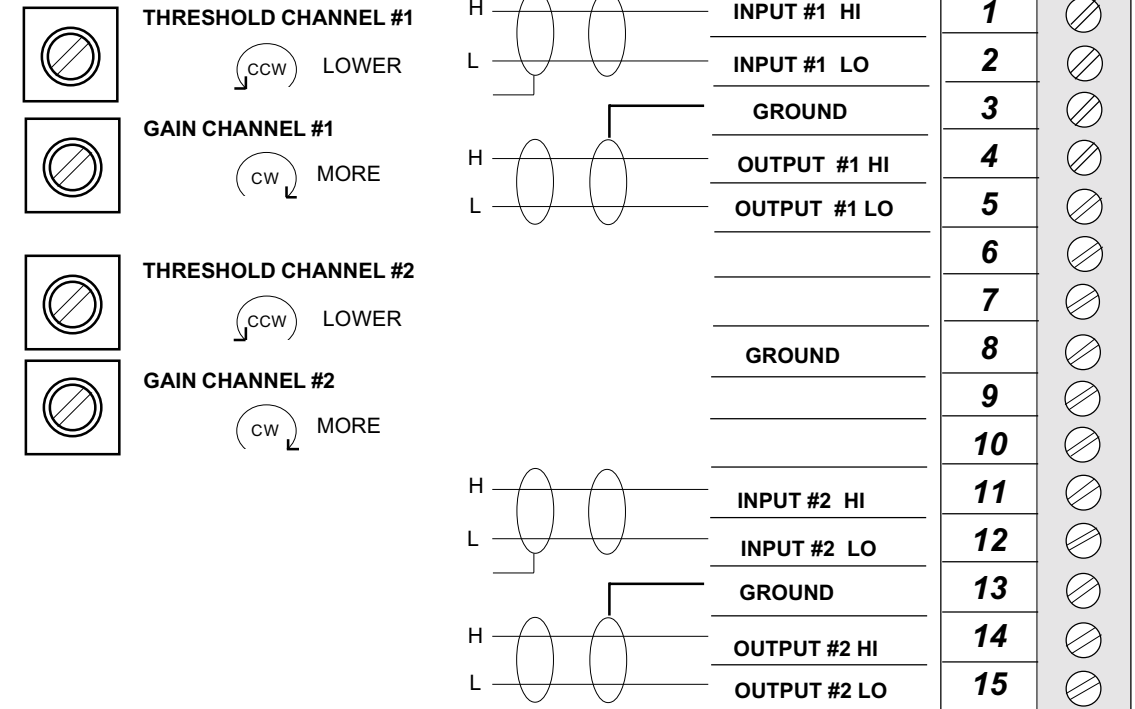 THRESHOLD CHANNEL #1
CCW LOWER
GAIN CHANNEL #1
CW MORE
THRESHOLD CHANNEL #2
CCW LOWER
GAIN CHANNEL #2
CW MORE
H INPUT #1 HI 1
L INPUT #1 LO 2
GROUND 3
H OUTPUT #1 HI 4
L OUTPUT #1 LO 5
6
7
GROUND 8
9
10
H INPUT #2 HI 11
L INPUT #2 LO 12
GROUND 13
H OUTPUT #2 HI 14
L OUTPUT #2 LO 15